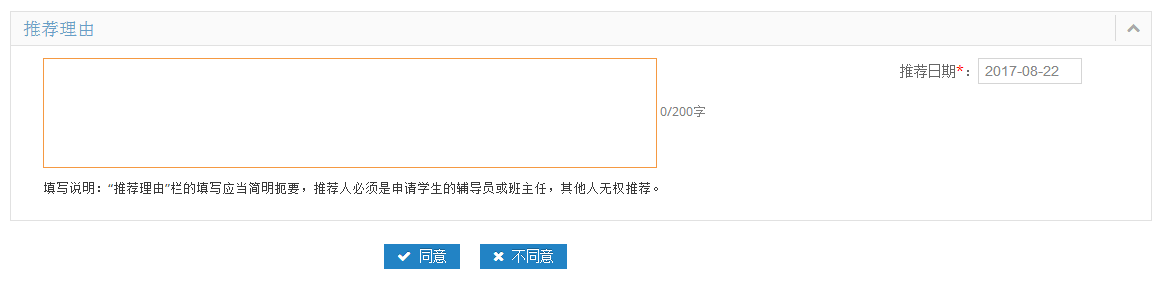 推荐理由
推荐日期*：2017-08-22
0/200字
填写说明：“推荐理由”栏的填写应当简明扼要，推荐人必须是申请学生的辅导员或班主任，其他人无权推荐。
同意 不同意